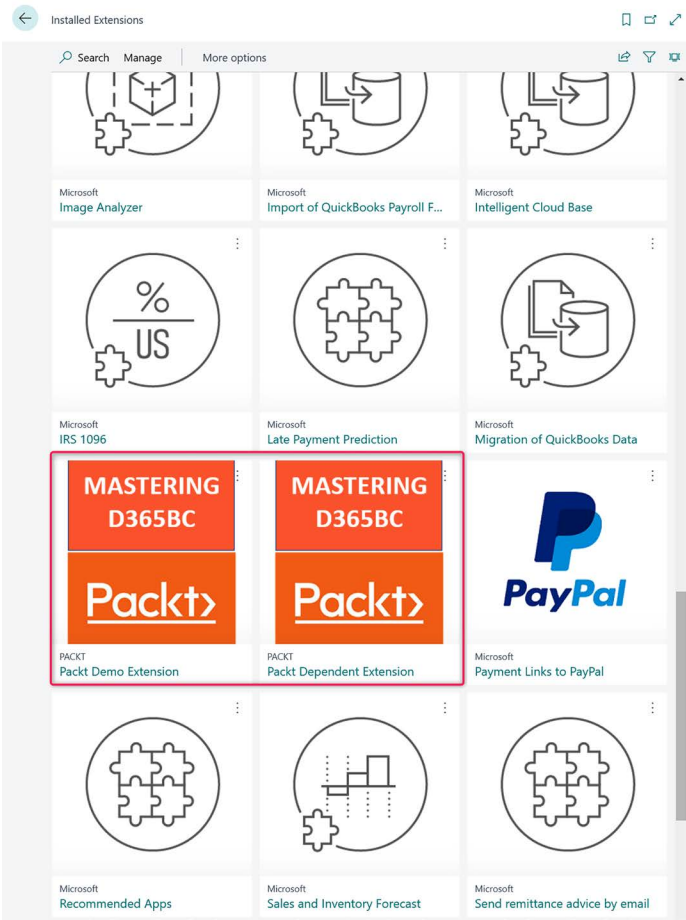 Installed Extensions
Search Manage More options
Microsoft
Image Analyzer
Microsoft
Import of QuickBooks Payroll F...
Microsoft
Intelligent Cloud Base
%
US
Microsoft
IRS 1096
Microsoft
Late Payment Prediction
Microsoft
Migration of QuickBooks Data
MASTERING
D365BC
Packt>
PACKT
Packt Demo Extension
MASTERING
D365BC
Packt>
PACKT
Packt Dependent Extension
PayPal
Microsoft
Payment Links to PayPal
Microsoft
Recommended Apps
Microsoft
Sales and Inventory Forecast
Microsoft
Send remittance advice by email